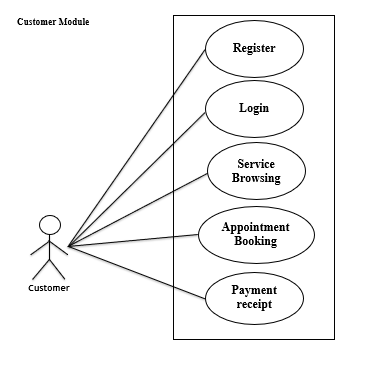 Customer Module
Register
Login
Service
Browsing
Appointment
Booking
Payment
receipt
Customer